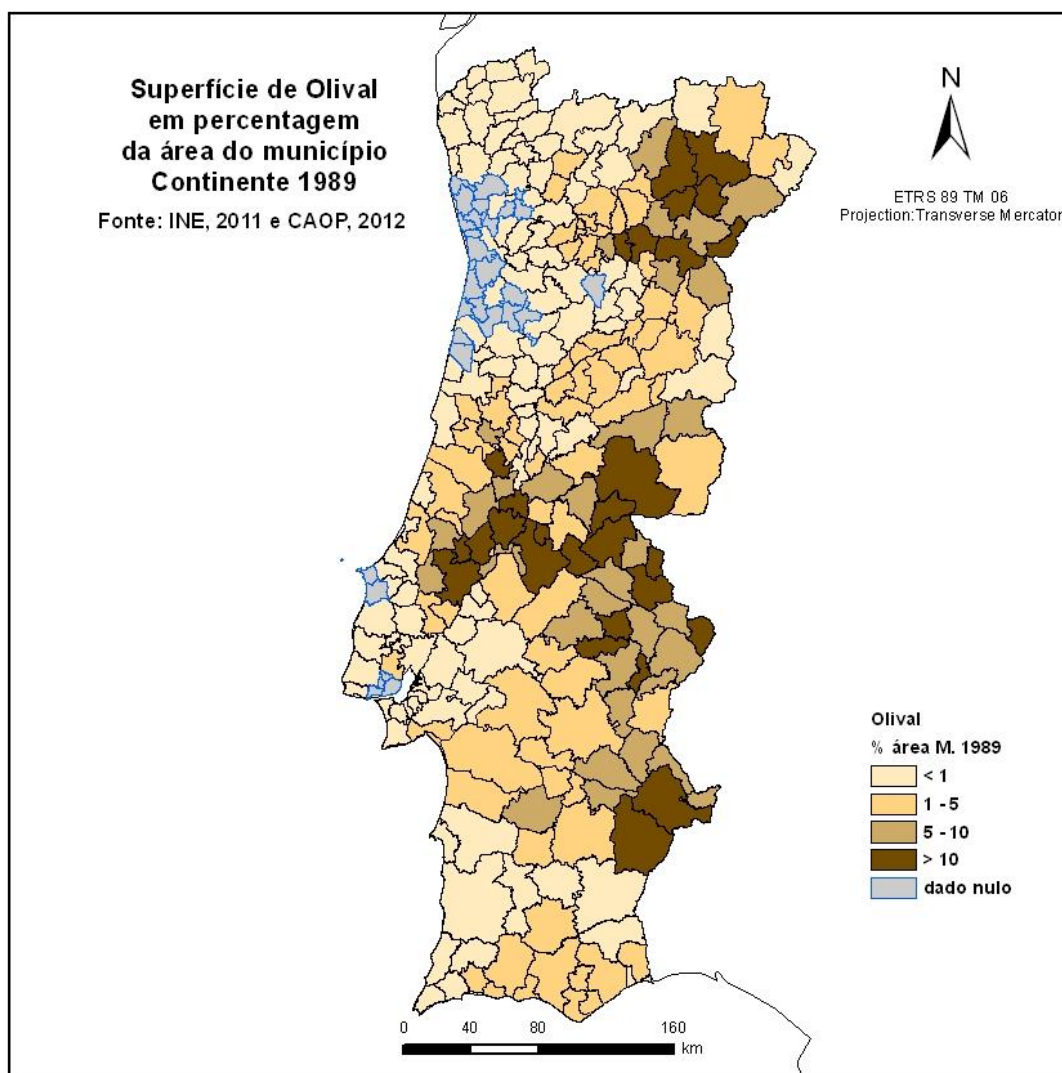 Superfície de Olival
em percentagem
da área do município
Continente 1989
Fonte: INE, 2011 e CAOP, 2012
N
ETRS 89 TM 06
Projection:Transverse Mercator
Olival
% área M. 1989
< 1
1 - 5
5 - 10
> 10
dado nulo
0 40 80 160
km